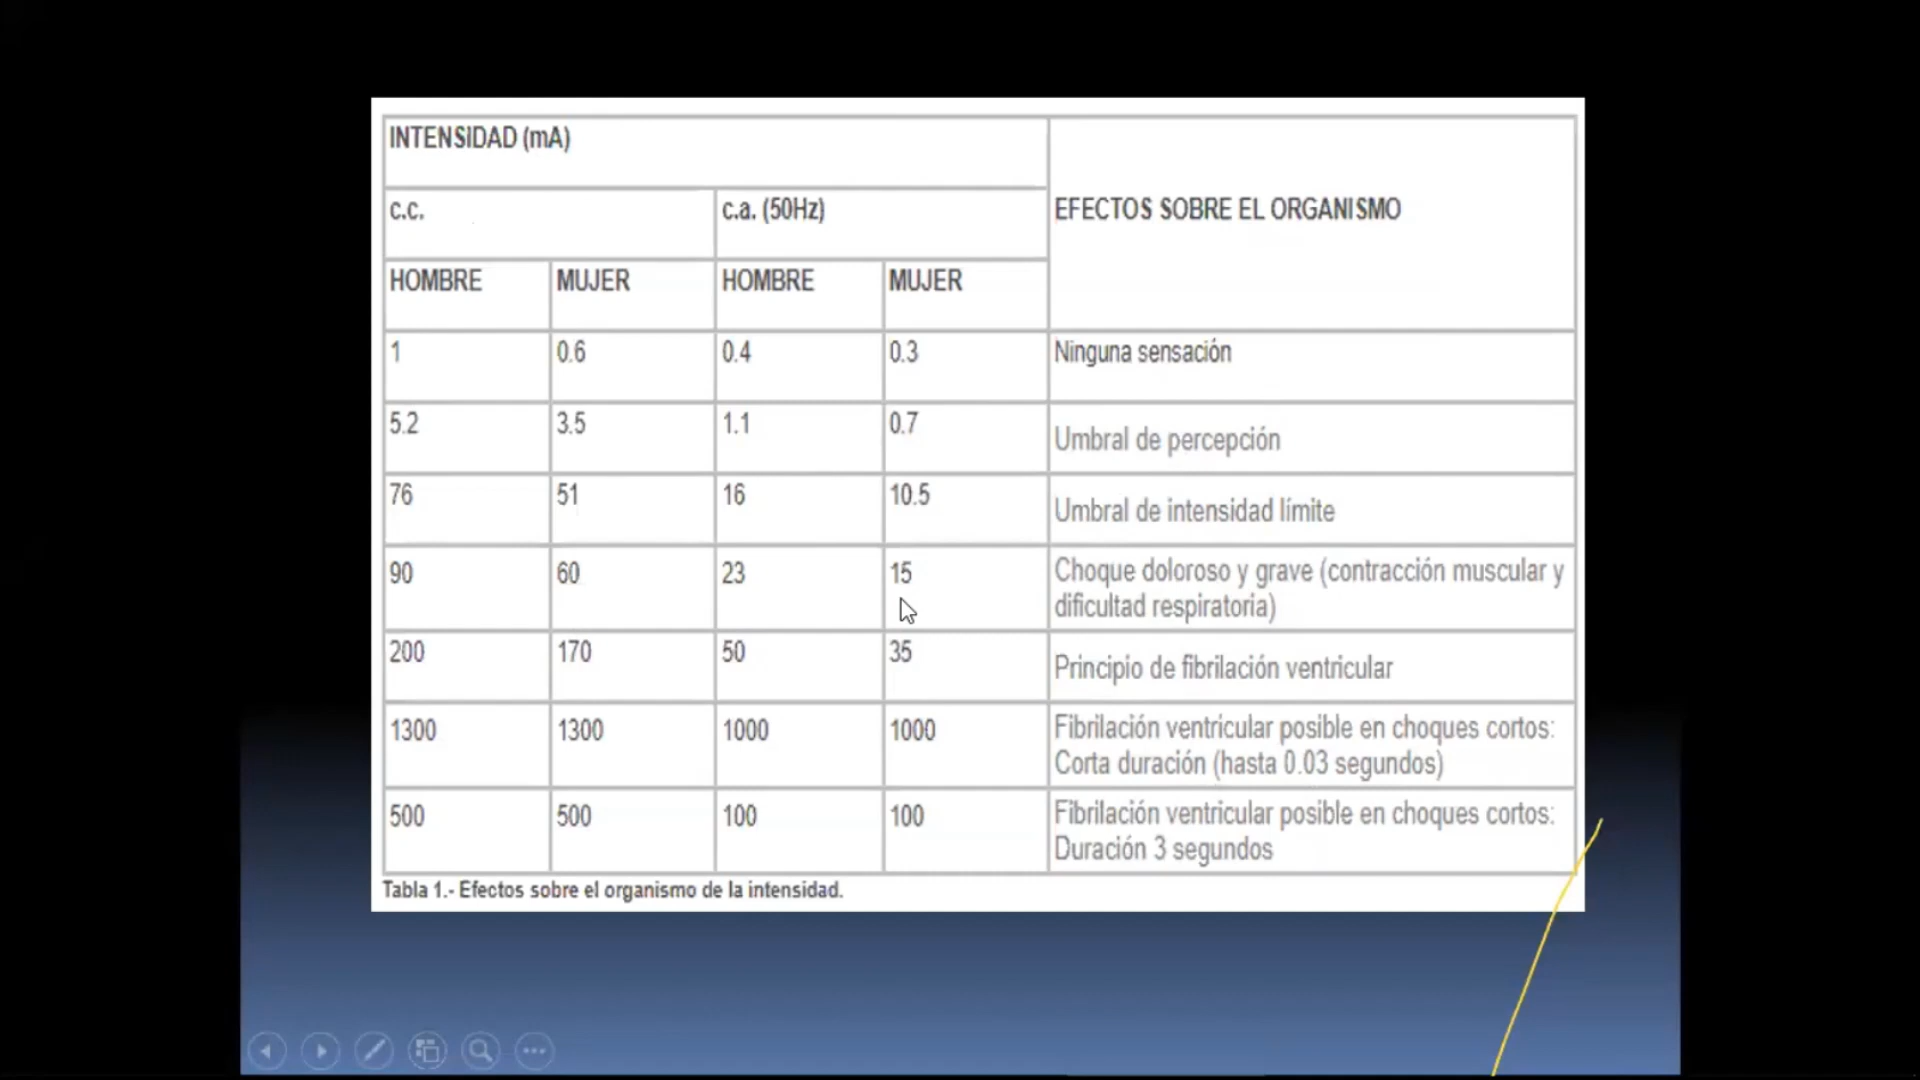 INTENSIDAD (mA)
EFECTOS SOBRE EL ORGANISMO
c.c. c.a. (50Hz)
HOMBRE MUJER HOMBRE MUJER
1 0.6 0.4 0.3 Ninguna sensación
5.2 3.5 1.1 0.7 Umbral de percepción
76 51 16 10.5 Umbral de intensidad límite
90 60 23 15 Choque doloroso y grave (contracción muscular y
dificultad respiratoria)
200 170 50 35 Principio de fibrilación ventricular
1300 1300 1000 1000 Fibrilación ventricular posible en choques cortos:
Corta duración (hasta 0.03 segundos)
500 500 100 100 Fibrilación ventricular posible en choques cortos:
Duración 3 segundos
Tabla 1.- Efectos sobre el organismo de la intensidad.